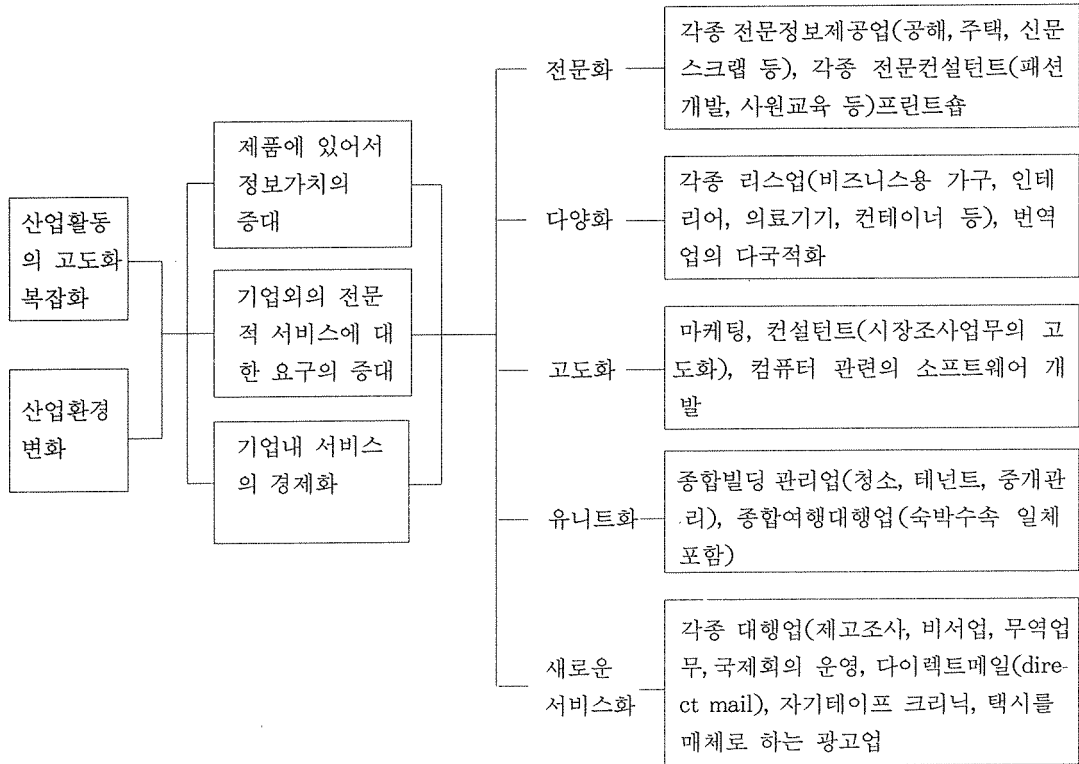 산업활동
의 고도화
복잡화
산업환경
변화
제품에 있어서
정보가치의
증대
기업외의 전문
적 서비스에 대
한 요구의 증대
기업내 서비스
의 경제화
전문화
각종 전문정보제공업(공해, 주택, 신문
스크랩 등), 각종 전문컨설턴트(패션
개발, 사원교육 등)프린트숍
다양화
각종 리스업(비즈니스용 가구, 인테
리어, 의료기기, 컨테이너 등), 번역
업의 다국적화
고도화
마케팅, 컨설턴트(시장조사업무의 고
도화), 컴퓨터 관련의 소프트웨어 개
발
유니트화
종합빌딩 관리업(청소, 테넌트, 중개관
리), 종합여행대행업(숙박수속 일체
포함)
새로운
서비스화
각종 대행업(제고조사, 비서업, 무역업
무, 국제회의 운영, 다이렉트메일(dire-
ct mail), 자기테이프 크리닉, 택시를
매체로 하는 광고업